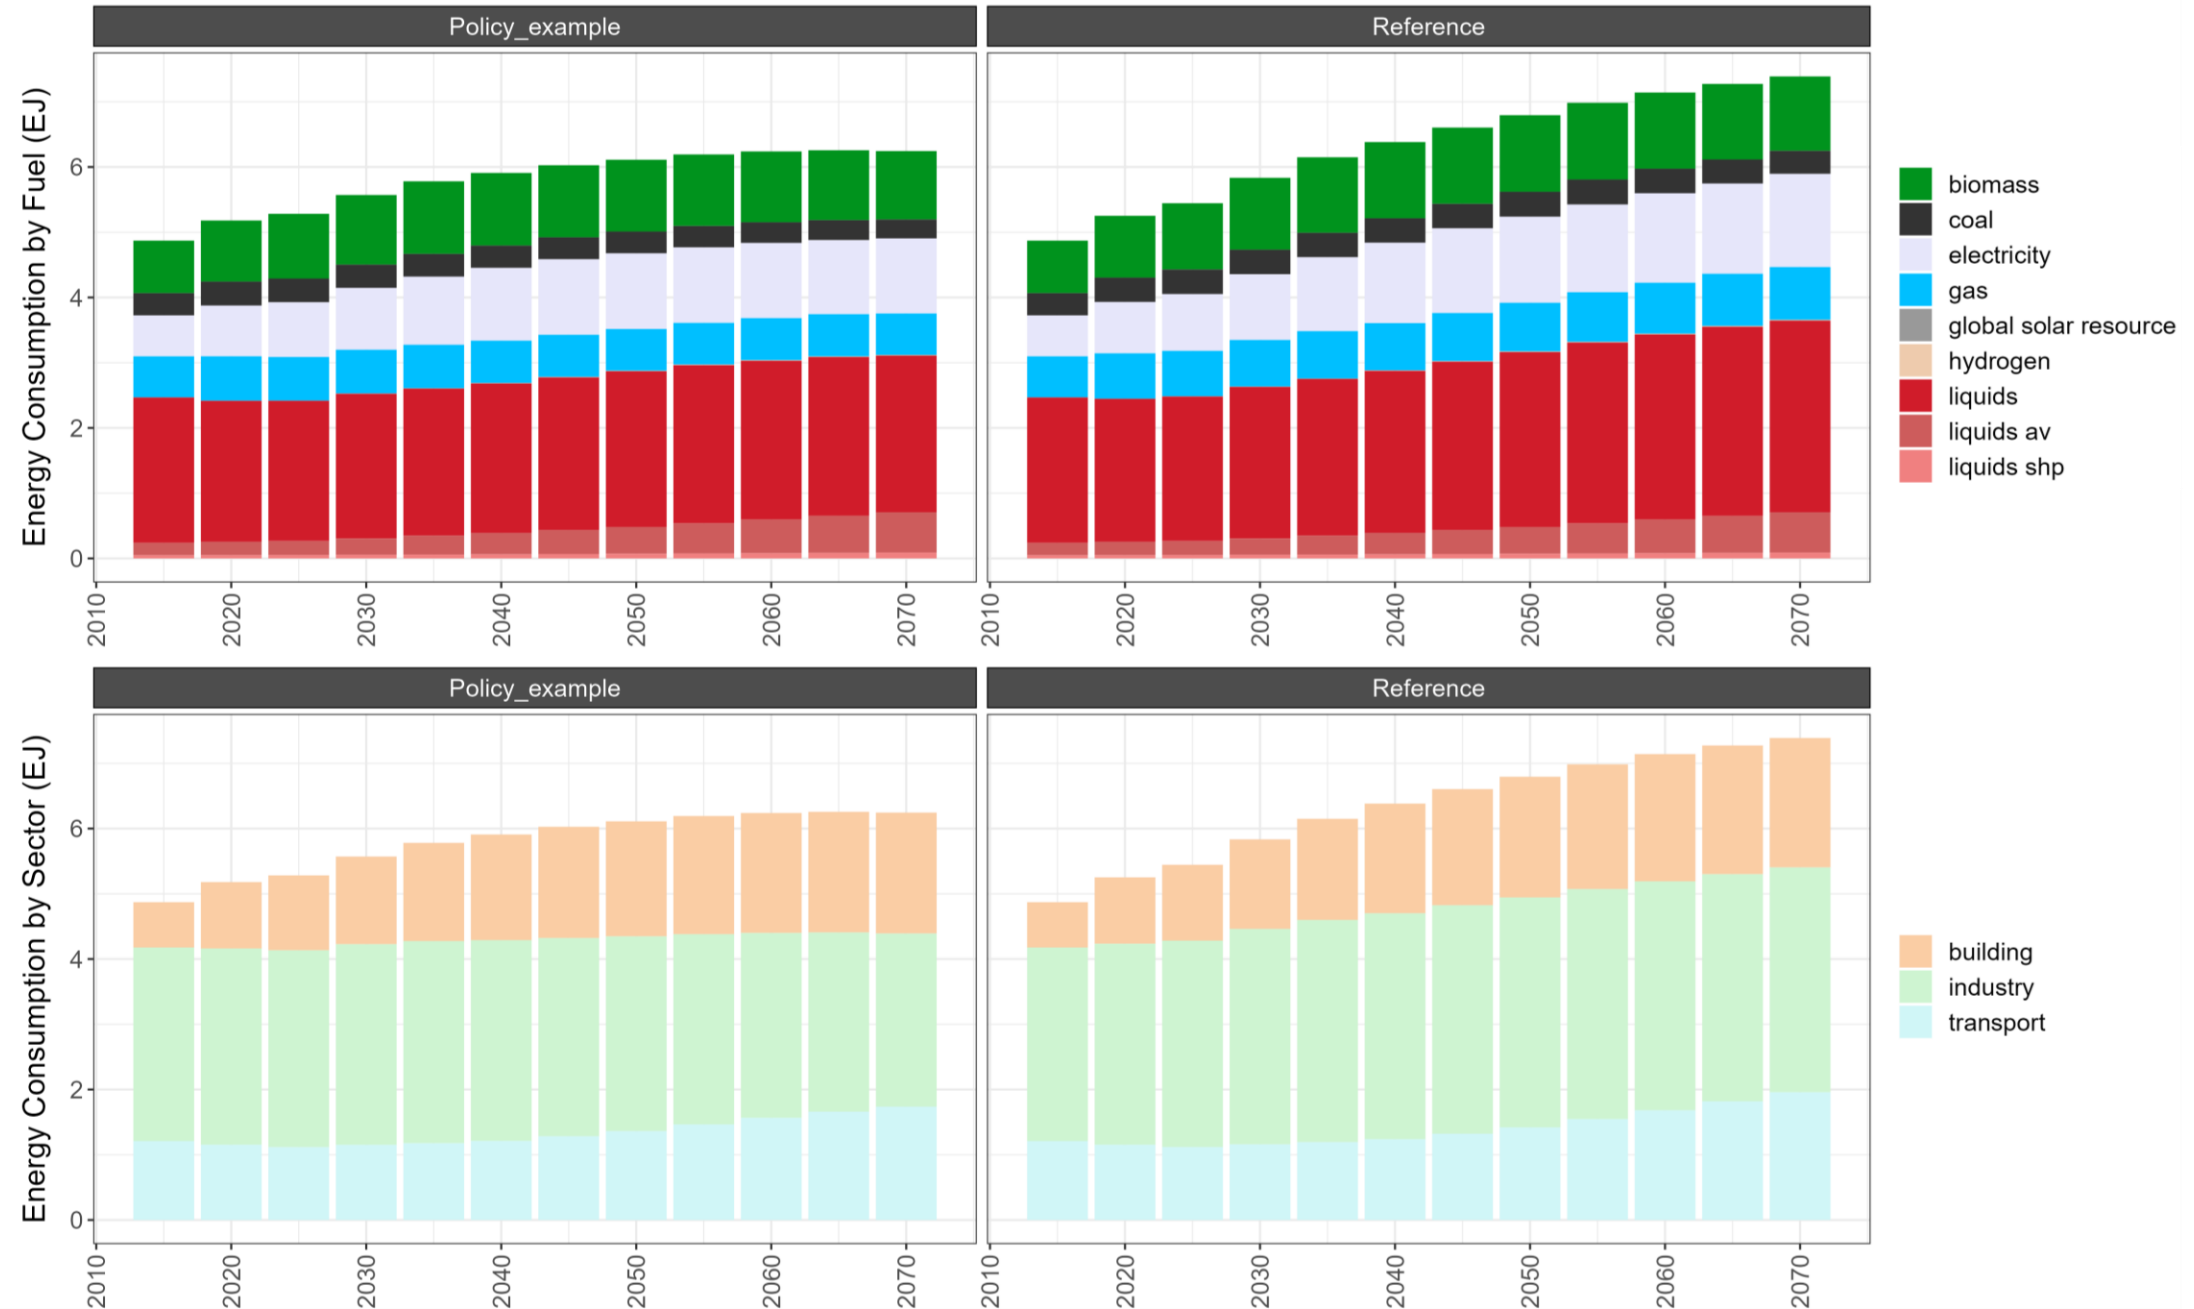 Policy_example
Reference
Energy Consumption by Fuel (EJ)
6
4
2
0
2010
2020
2030
2040
2050
2060
2070
2010
2020
2030
2040
2050
2060
2070
biomass
coal
electricity
gas
global solar resource
hydrogen
liquids
liquids av
liquids shp
Policy_example
Reference
Energy Consumption by Sector (EJ)
6
4
2
0
2010
2020
2030
2040
2050
2060
2070
2010
2020
2030
2040
2050
2060
2070
building
industry
transport